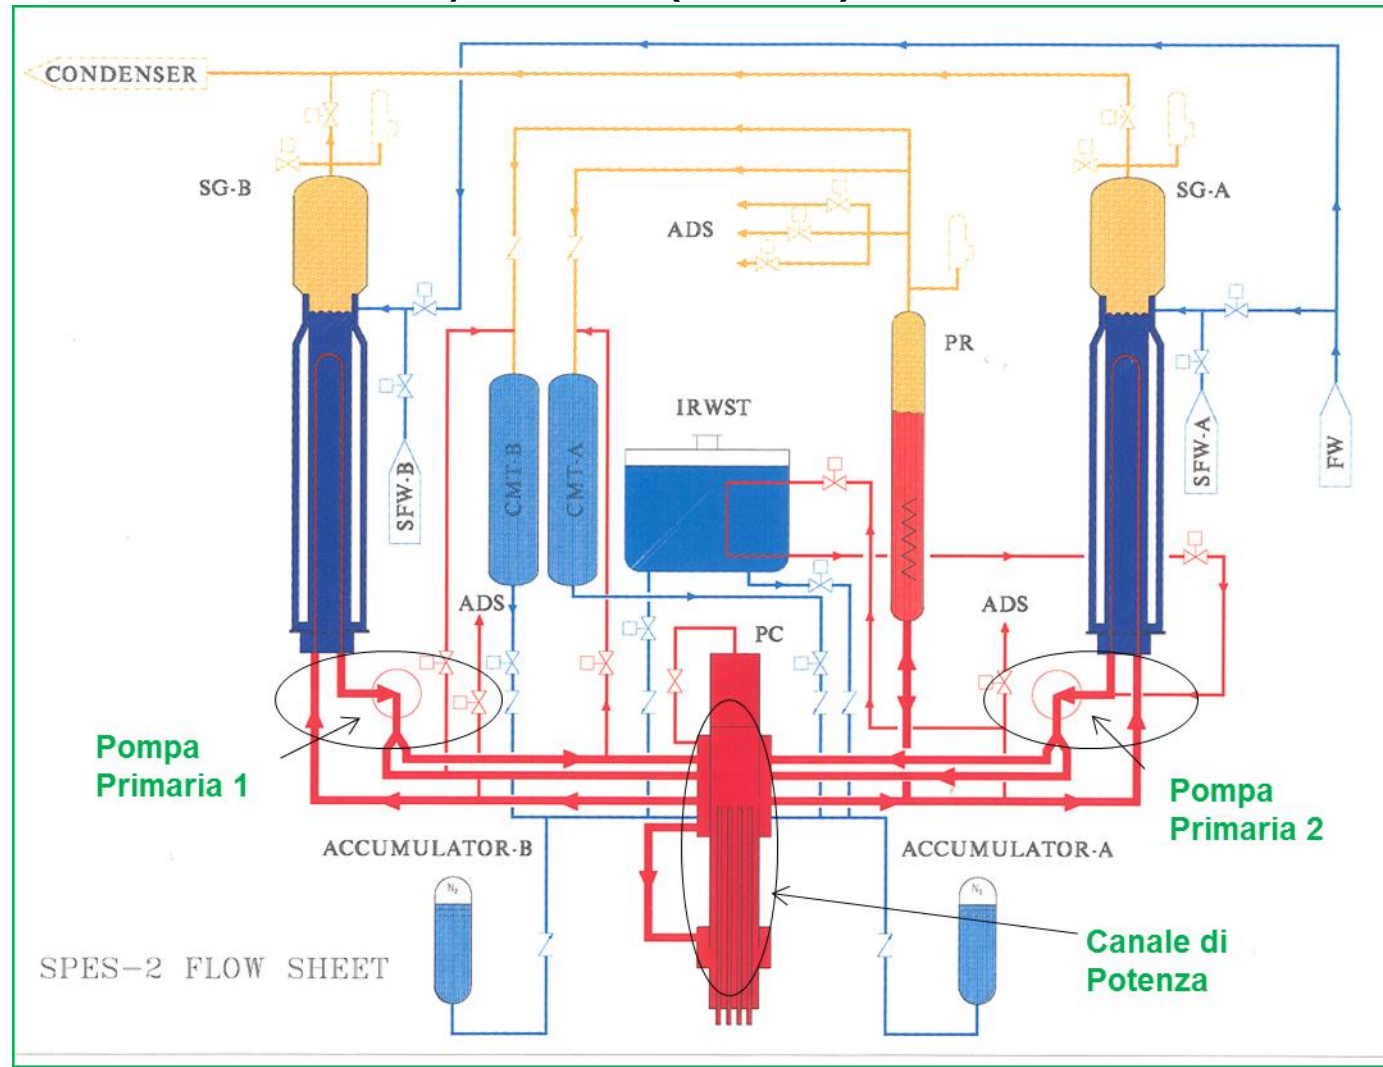 CONDENSER
SG-B
SG-A
ADS
PR
IRWST
CMT-B
CMT-A
SFW-B
SFW-A
FW
ADS
ADS
PC
Pompa
Primaria 1
Pompa
Primaria 2
ACCUMULATOR-B
ACCUMULATOR-A
N₂
N₂
Canale di
Potenza
SPES-2 FLOW SHEET